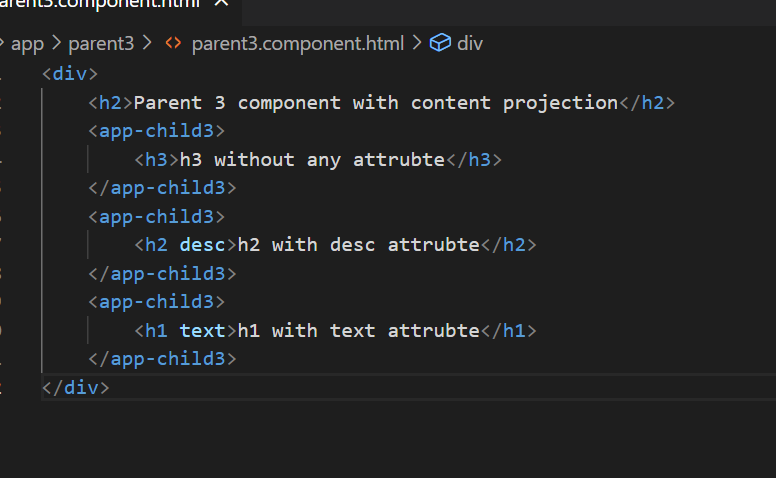 parent3.component.html ×
app > parent3 > <> parent3.component.html > div
<div>
<h2>Parent 3 component with content projection</h2>
<app-child3>
<h3>h3 without any attrubte</h3>
</app-child3>
<app-child3>
<h2 desc>h2 with desc attrubte</h2>
</app-child3>
<app-child3>
<h1 text>h1 with text attrubte</h1>
</app-child3>
</div>